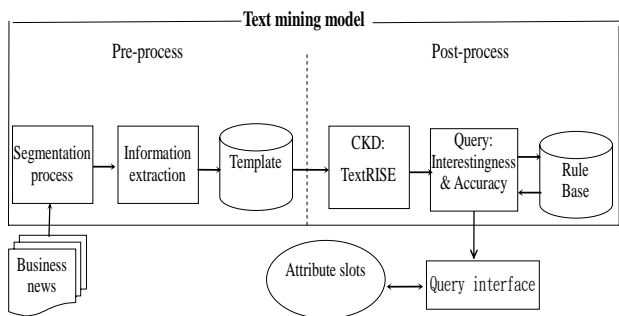 Text mining model
Pre-process
Post-process
Segmentation
process
Information
extraction
Template
CKD:
TextRISE
Query:
Interestingness
& Accuracy
Rule
Base
Business
news
Attribute slots
Query interface